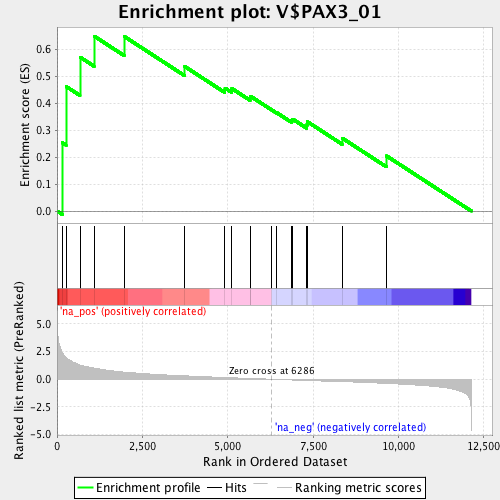 Enrichment plot: V$PAX3_01
Enrichment score (ES)
0.6
0.5
0.4
0.3
0.2
0.1
0.0
'na_pos' (positively correlated)
Ranked list metric (PreRanked)
5.0
2.5
0.0
-2.5
-5.0
Zero cross at 6286
'na_neg' (negatively correlated)
0
2,500
5,000
7,500
10,000
12,500
Rank in Ordered Dataset
Enrichment profile
Hits
Ranking metric scores